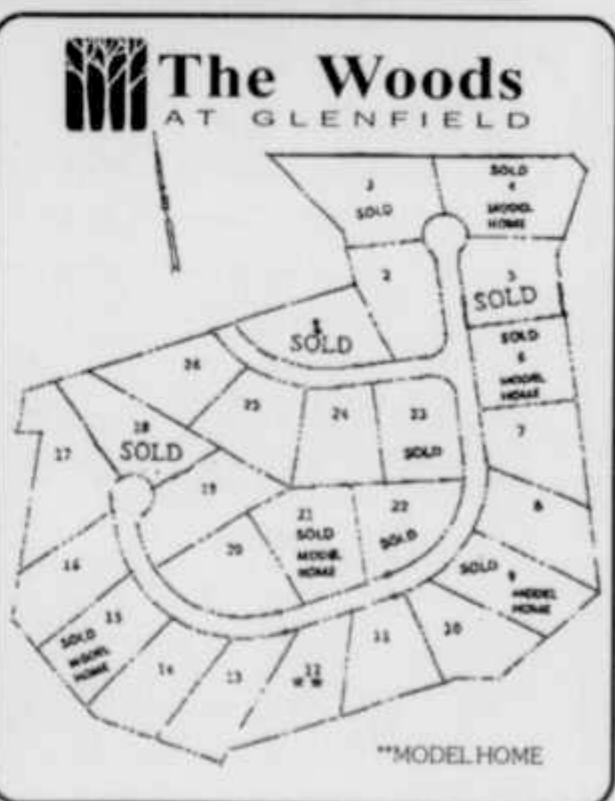 The Woods
AT GLENFIELD
3
SOLD
SOLD
4
MODEL
HOME
2
5
SOLD
1
SOLD
SOLD
6
MODEL
HOME
26
25
24
23
SOLD
7
17
18
SOLD
19
21
SOLD
MODEL
HOME
22
SOLD
8
20
16
SOLD
9
MODEL
HOME
15
SOLD
MODEL
HOME
14
13
12
**
11
10
**MODEL HOME